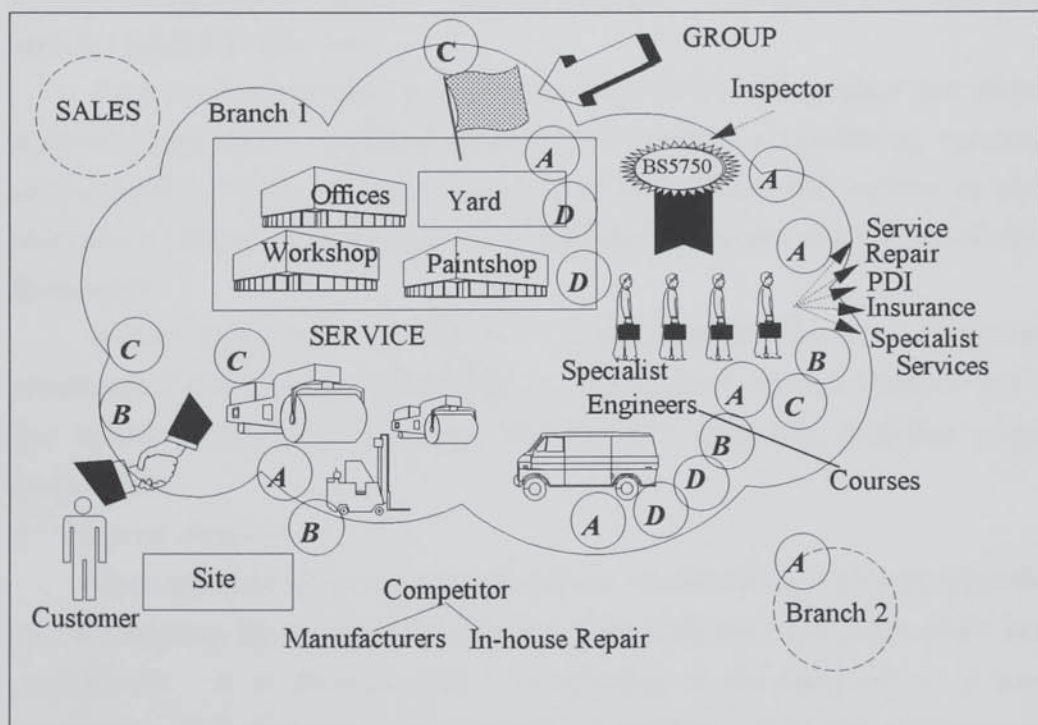 C
GROUP
SALES
Branch 1
Inspector
A
BS5750
A
Offices
Yard
D
A
Service
Repair
PDI
Insurance
Specialist
Services
Workshop
Paintshop
D
SERVICE
C
C
B
B
Specialist
Engineers
A
C
B
Courses
A
B
D
D
A
Site
Customer
Competitor
Manufacturers
In-house Repair
A
Branch 2